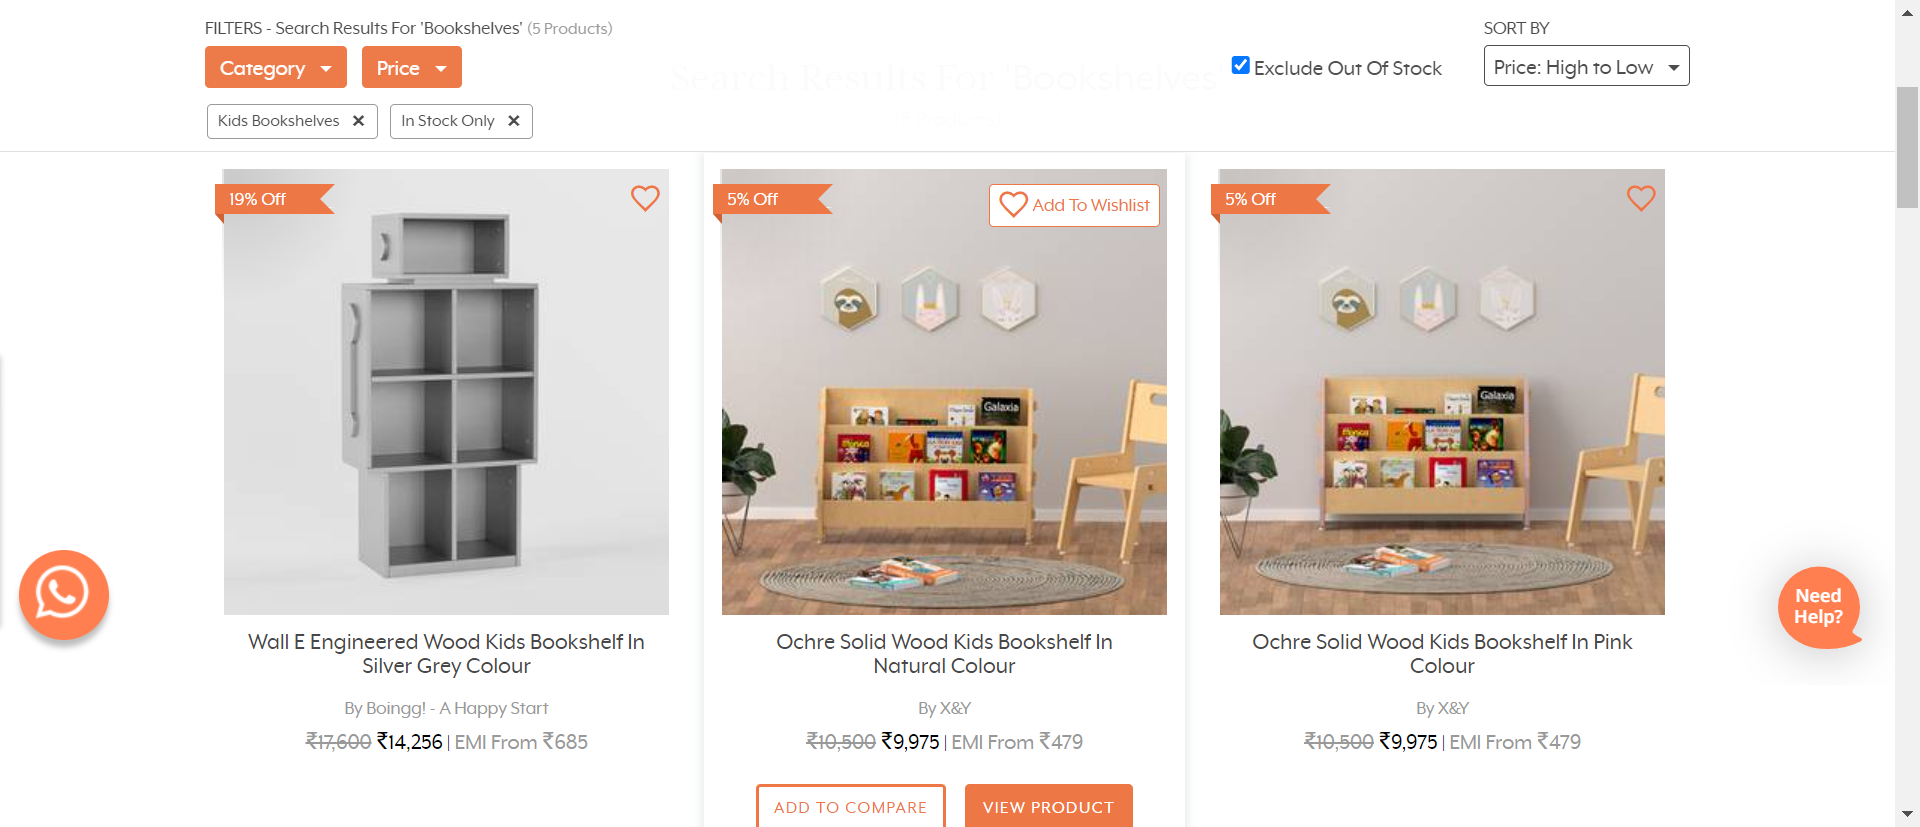 FILTERS - Search Results For 'Bookshelves' (5 Products)
SORT BY
Category
Price
Search Results For 'Bookshelves'
Exclude Out Of Stock
Price: High to Low
Kids Bookshelves ✕
In Stock Only ✕
19% Off
5% Off
Add To Wishlist
5% Off
Galaxia
Galaxia
Wall E Engineered Wood Kids Bookshelf In
Silver Grey Colour
By Boingg! - A Happy Start
₹17,600 ₹14,256 | EMI From ₹685
Ochre Solid Wood Kids Bookshelf In
Natural Colour
By X&Y
₹10,500 ₹9,975 | EMI From ₹479
ADD TO COMPARE
VIEW PRODUCT
Ochre Solid Wood Kids Bookshelf In Pink
Colour
By X&Y
₹10,500 ₹9,975 | EMI From ₹479
Need
Help?